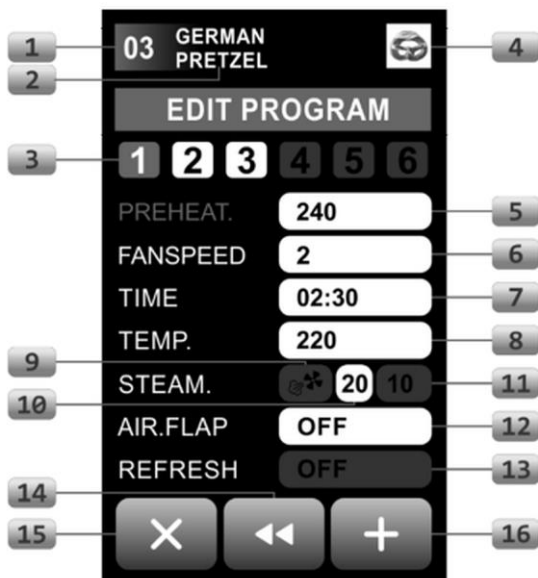 1
03
GERMAN
PRETZEL
4
2
EDIT PROGRAM
3
1 2 3 4 5 6
PREHEAT. 240 5
FANSPEED 2 6
TIME 02:30 7
TEMP. 220 8
9
STEAM. 20 10 11
10
AIR.FLAP OFF 12
REFRESH OFF 13
14
15
16